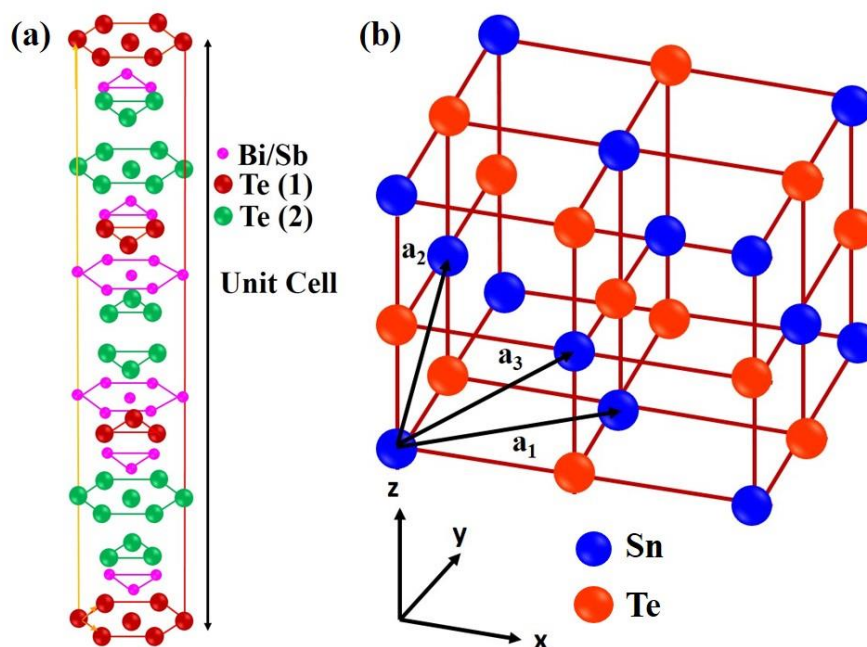 (a)
Bi/Sb
Te (1)
Te (2)
Unit Cell
(b)
a2
a3
a1
z
y
x
Sn
Te